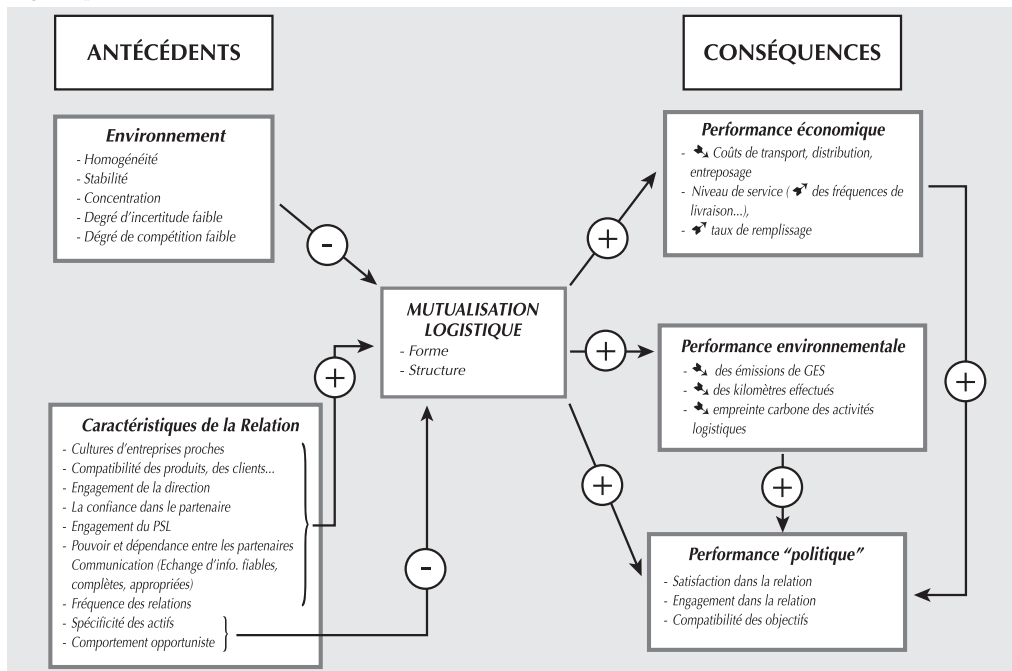 ANTÉCÉDENTS
CONSÉQUENCES
Environnement
- Homogénéité
- Stabilité
- Concentration
- Degré d'incertitude faible
- Dégré de compétition faible
-
Performance économique
- Coûts de transport, distribution,
entreposage
- Niveau de service ( des fréquences de
livraison...),
- taux de remplissage
+
MUTUALISATION
LOGISTIQUE
- Forme
- Structure
+
Performance environnementale
- des émissions de GES
- des kilomètres effectués
- empreinte carbone des activités
logistiques
+
+
Caractéristiques de la Relation
- Cultures d'entreprises proches
- Compatibilité des produits, des clients...
- Engagement de la direction
- La confiance dans le partenaire
- Engagement du PSL
- Pouvoir et dépendance entre les partenaires
Communication (Echange d'info. fiables,
complètes, appropriées)
- Fréquence des relations
- Spécificité des actifs
- Comportement opportuniste
-
+
+
Performance “politique”
- Satisfaction dans la relation
- Engagement dans la relation
- Compatibilité des objectifs